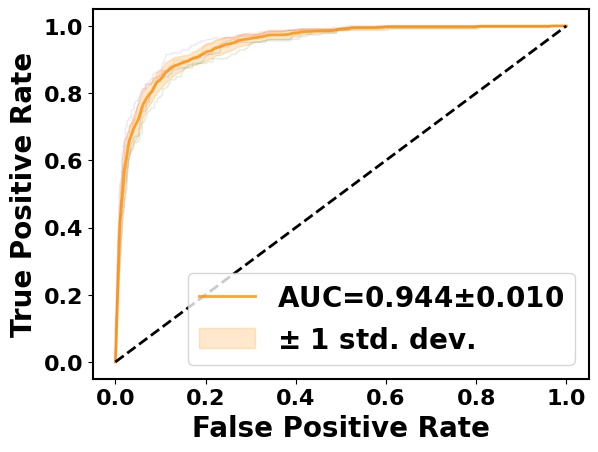 1.0
0.8
0.6
0.4
0.2
0.0
True Positive Rate
AUC=0.944±0.010
± 1 std. dev.
0.0 0.2 0.4 0.6 0.8 1.0
False Positive Rate